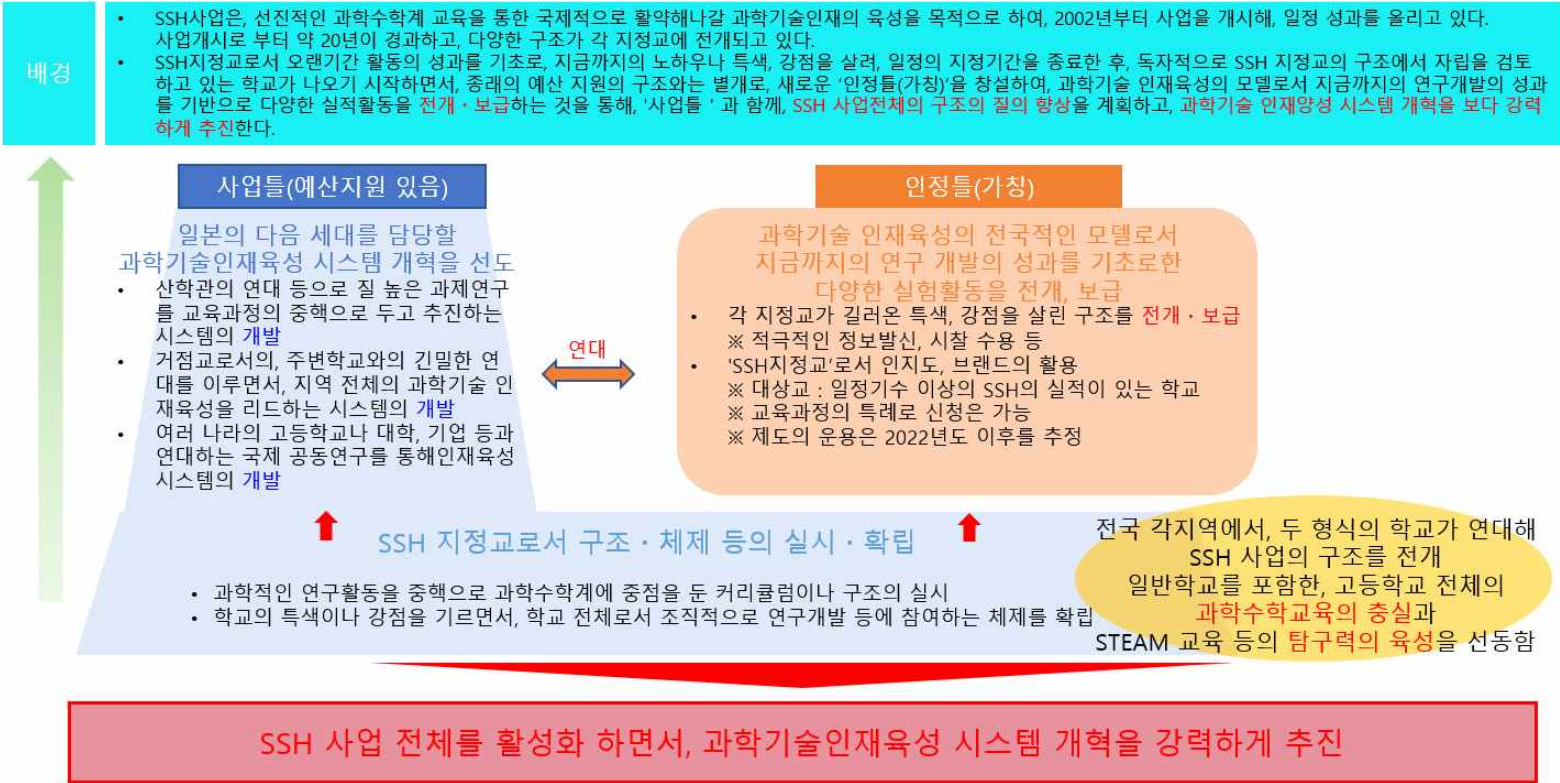 배경
• SSH사업은, 선진적인 과학수학계 교육을 통한 국제적으로 활약해나갈 과학기술인재의 육성을 목적으로 하여, 2002년부터 사업을 개시해, 일정 성과를 올리고 있다.
사업개시로 부터 약 20년이 경과하고, 다양한 구조가 각 지정교에 전개되고 있다.
• SSH지정교로서 오랜기간 활동의 성과를 기초로, 지금까지의 노하우나 특색, 강점을 살려, 일정의 지정기간을 종료한 후, 독자적으로 SSH 지정교의 구조에서 자립을 검토
하고 있는 학교가 나오기 시작하면서, 종래의 예산 지원의 구조와는 별개로, 새로운 '인정틀(가칭)'을 창설하여, 과학기술 인재육성의 모델로서 지금까지의 연구개발의 성과
를 기반으로 다양한 실적활동을 전개・보급하는 것을 통해, '사업틀 ' 과 함께, SSH 사업전체의 구조의 질의 향상을 계획하고, 과학기술 인재양성 시스템 개혁을 보다 강력
하게 추진한다.
사업틀(예산지원 있음)
일본의 다음 세대를 담당할
과학기술인재육성 시스템 개혁을 선도
• 산학관의 연대 등으로 질 높은 과제연구
를 교육과정의 중핵으로 두고 추진하는
시스템의 개발
• 거점교로서의, 주변학교와의 긴밀한 연
대를 이루면서, 지역 전체의 과학기술 인
재육성을 리드하는 시스템의 개발
• 여러 나라의 고등학교나 대학, 기업 등과
연대하는 국제 공동연구를 통해인재육성
시스템의 개발
연대
인정틀(가칭)
과학기술 인재육성의 전국적인 모델로서
지금까지의 연구 개발의 성과를 기초로한
다양한 실험활동을 전개, 보급
• 각 지정교가 길러온 특색, 강점을 살린 구조를 전개・보급
※ 적극적인 정보발신, 시찰 수용 등
• 'SSH지정교'로서 인지도, 브랜드의 활용
※ 대상교 : 일정기수 이상의 SSH의 실적이 있는 학교
※ 교육과정의 특례로 신청은 가능
※ 제도의 운용은 2022년도 이후를 추정
SSH 지정교로서 구조・체제 등의 실시・확립
• 과학적인 연구활동을 중핵으로 과학수학계에 중점을 둔 커리큘럼이나 구조의 실시
• 학교의 특색이나 강점을 기르면서, 학교 전체로서 조직적으로 연구개발 등에 참여하는 체제를 확립
전국 각지역에서, 두 형식의 학교가 연대해
SSH 사업의 구조를 전개
일반학교를 포함한, 고등학교 전체의
과학수학교육의 충실과
STEAM 교육 등의 탐구력의 육성을 선동함
SSH 사업 전체를 활성화 하면서, 과학기술인재육성 시스템 개혁을 강력하게 추진